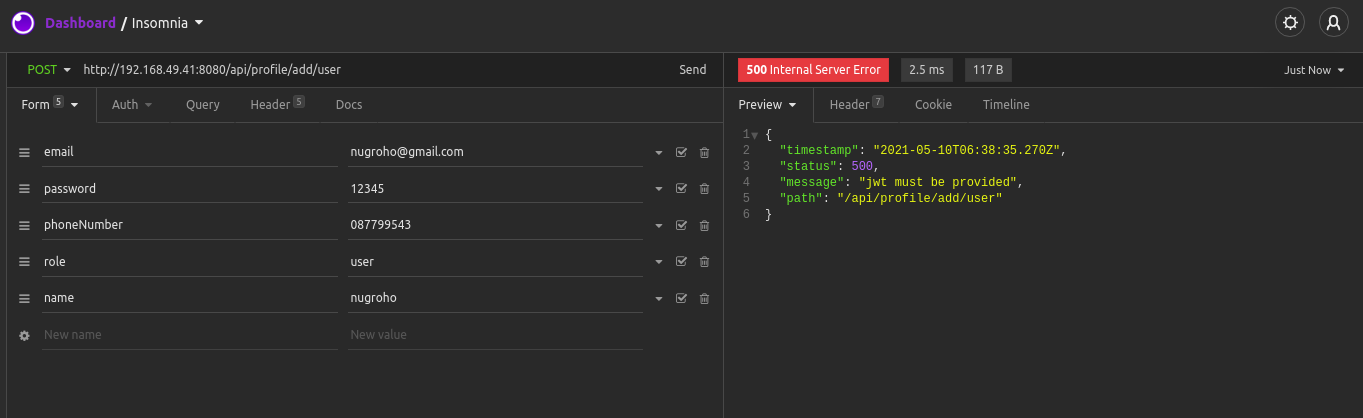 Dashboard / Insomnia
POST http://192.168.49.41:8080/api/profile/add/user Send
500 Internal Server Error 2.5 ms 117 B Just Now
Form 5 Auth Query Header 5 Docs
Preview Header 7 Cookie Timeline
email nugroho@gmail.com
password 12345
phoneNumber 087799543
role user
name nugroho
New name New value
1 {
2 "timestamp": "2021-05-10T06:38:35.270Z",
3 "status": 500,
4 "message": "jwt must be provided",
5 "path": "/api/profile/add/user"
6 }